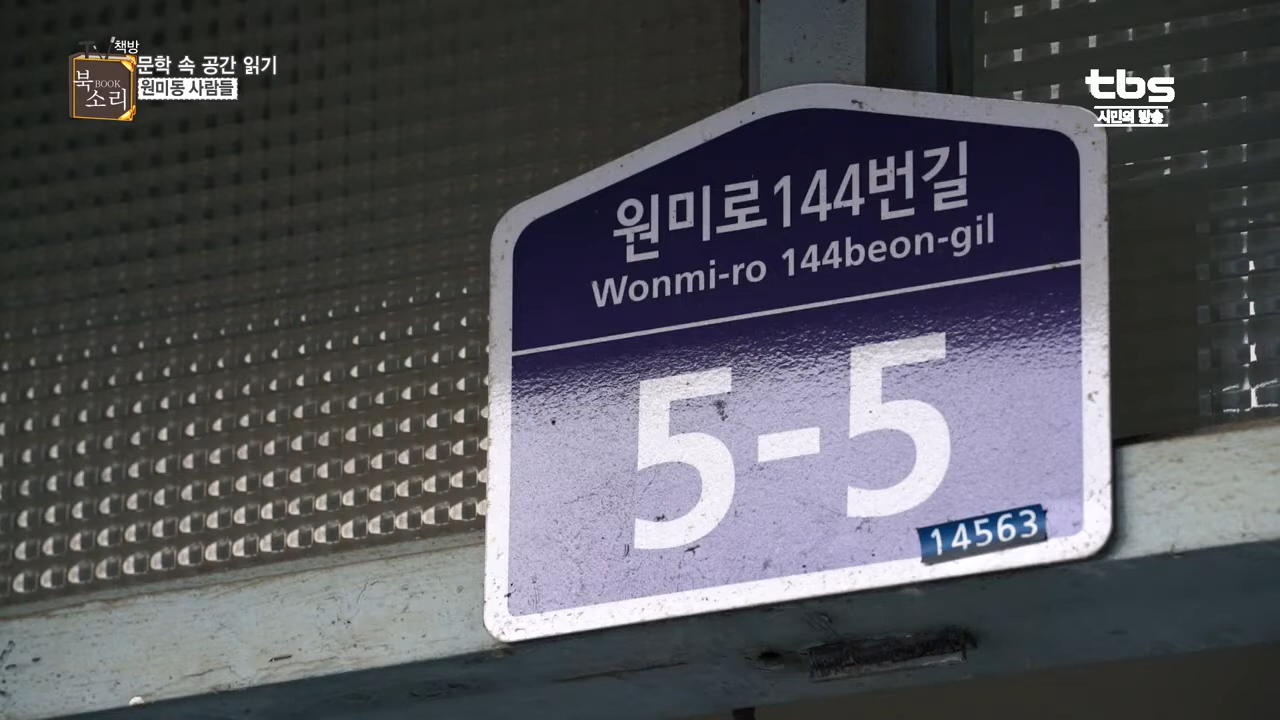 TV책방
북
BOOK
소리
문학 속 공간 읽기
원미동 사람들
tbs
시민의 방송
원미로144번길
Wonmi-ro 144beon-gil
5-5
14563